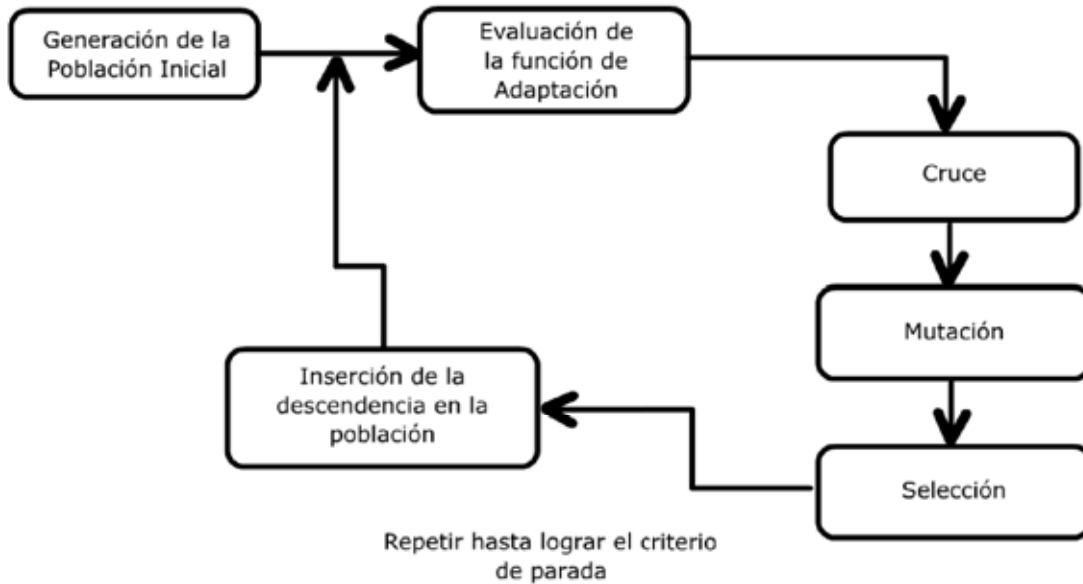 Generación de la
Población Inicial
Evaluación de
la función de
Adaptación
Cruce
Mutación
Selección
Inserción de la
descendencia en la
población
Repetir hasta lograr el criterio
de parada